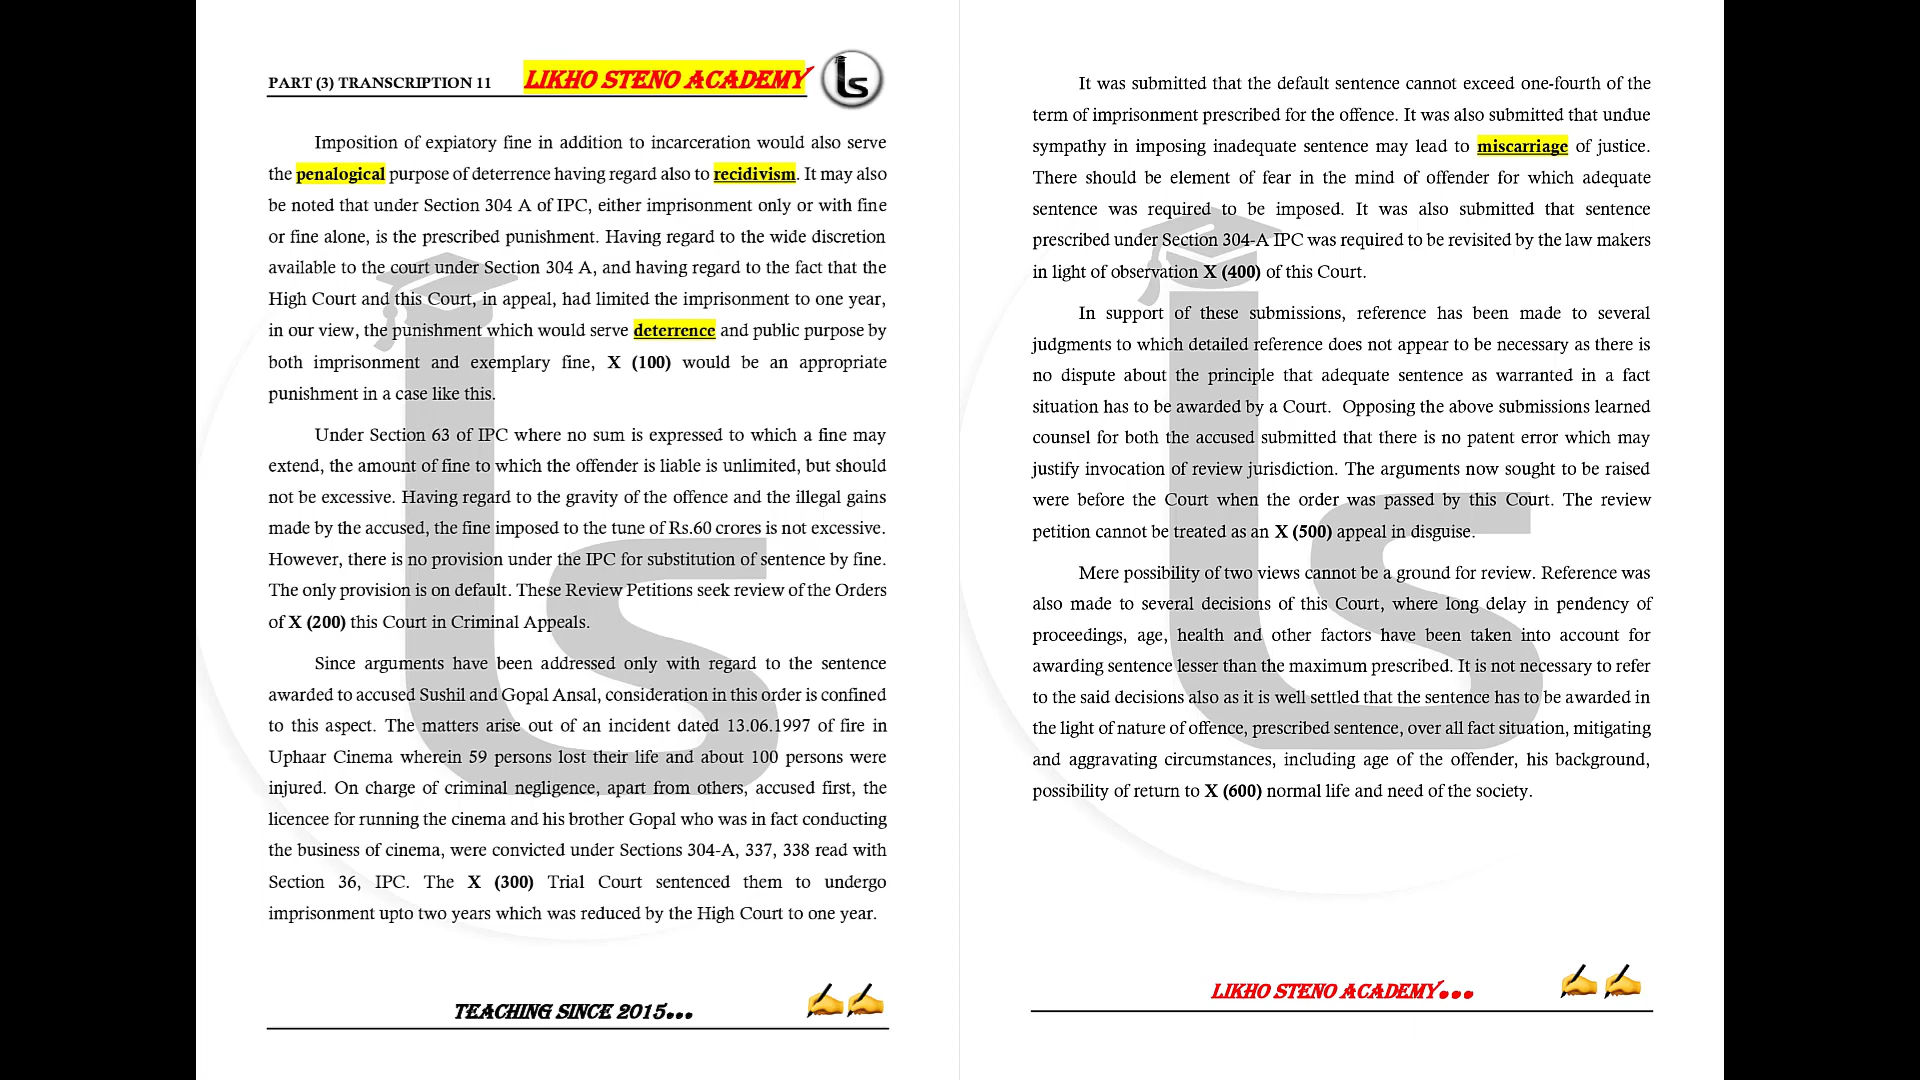 PART (3) TRANSCRIPTION 11
LIKHO STENO ACADEMY
ls
Imposition of expiatory fine in addition to incarceration would also serve
the penalogical purpose of deterrence having regard also to recidivism. It may also
be noted that under Section 304 A of IPC, either imprisonment only or with fine
or fine alone, is the prescribed punishment. Having regard to the wide discretion
available to the court under Section 304 A, and having regard to the fact that the
High Court and this Court, in appeal, had limited the imprisonment to one year,
in our view, the punishment which would serve deterrence and public purpose by
both imprisonment and exemplary fine, X (100) would be an appropriate
punishment in a case like this.
Under Section 63 of IPC where no sum is expressed to which a fine may
extend, the amount of fine to which the offender is liable is unlimited, but should
not be excessive. Having regard to the gravity of the offence and the illegal gains
made by the accused, the fine imposed to the tune of Rs.60 crores is not excessive.
However, there is no provision under the IPC for substitution of sentence by fine.
The only provision is on default. These Review Petitions seek review of the Orders
of X (200) this Court in Criminal Appeals.
Since arguments have been addressed only with regard to the sentence
awarded to accused Sushil and Gopal Ansal, consideration in this order is confined
to this aspect. The matters arise out of an incident dated 13.06.1997 of fire in
Uphaar Cinema wherein 59 persons lost their life and about 100 persons were
injured. On charge of criminal negligence, apart from others, accused first, the
licencee for running the cinema and his brother Gopal who was in fact conducting
the business of cinema, were convicted under Sections 304-A, 337, 338 read with
Section 36, IPC. The X (300) Trial Court sentenced them to undergo
imprisonment upto two years which was reduced by the High Court to one year.
TEACHING SINCE 2015...
It was submitted that the default sentence cannot exceed one-fourth of the
term of imprisonment prescribed for the offence. It was also submitted that undue
sympathy in imposing inadequate sentence may lead to miscarriage of justice.
There should be element of fear in the mind of offender for which adequate
sentence was required to be imposed. It was also submitted that sentence
prescribed under Section 304-A IPC was required to be revisited by the law makers
in light of observation X (400) of this Court.
In support of these submissions, reference has been made to several
judgments to which detailed reference does not appear to be necessary as there is
no dispute about the principle that adequate sentence as warranted in a fact
situation has to be awarded by a Court. Opposing the above submissions learned
counsel for both the accused submitted that there is no patent error which may
justify invocation of review jurisdiction. The arguments now sought to be raised
were before the Court when the order was passed by this Court. The review
petition cannot be treated as an X (500) appeal in disguise.
Mere possibility of two views cannot be a ground for review. Reference was
also made to several decisions of this Court, where long delay in pendency of
proceedings, age, health and other factors have been taken into account for
awarding sentence lesser than the maximum prescribed. It is not necessary to refer
to the said decisions also as it is well settled that the sentence has to be awarded in
the light of nature of offence, prescribed sentence, over all fact situation, mitigating
and aggravating circumstances, including age of the offender, his background,
possibility of return to X (600) normal life and need of the society.
LIKHO STENO ACADEMY...